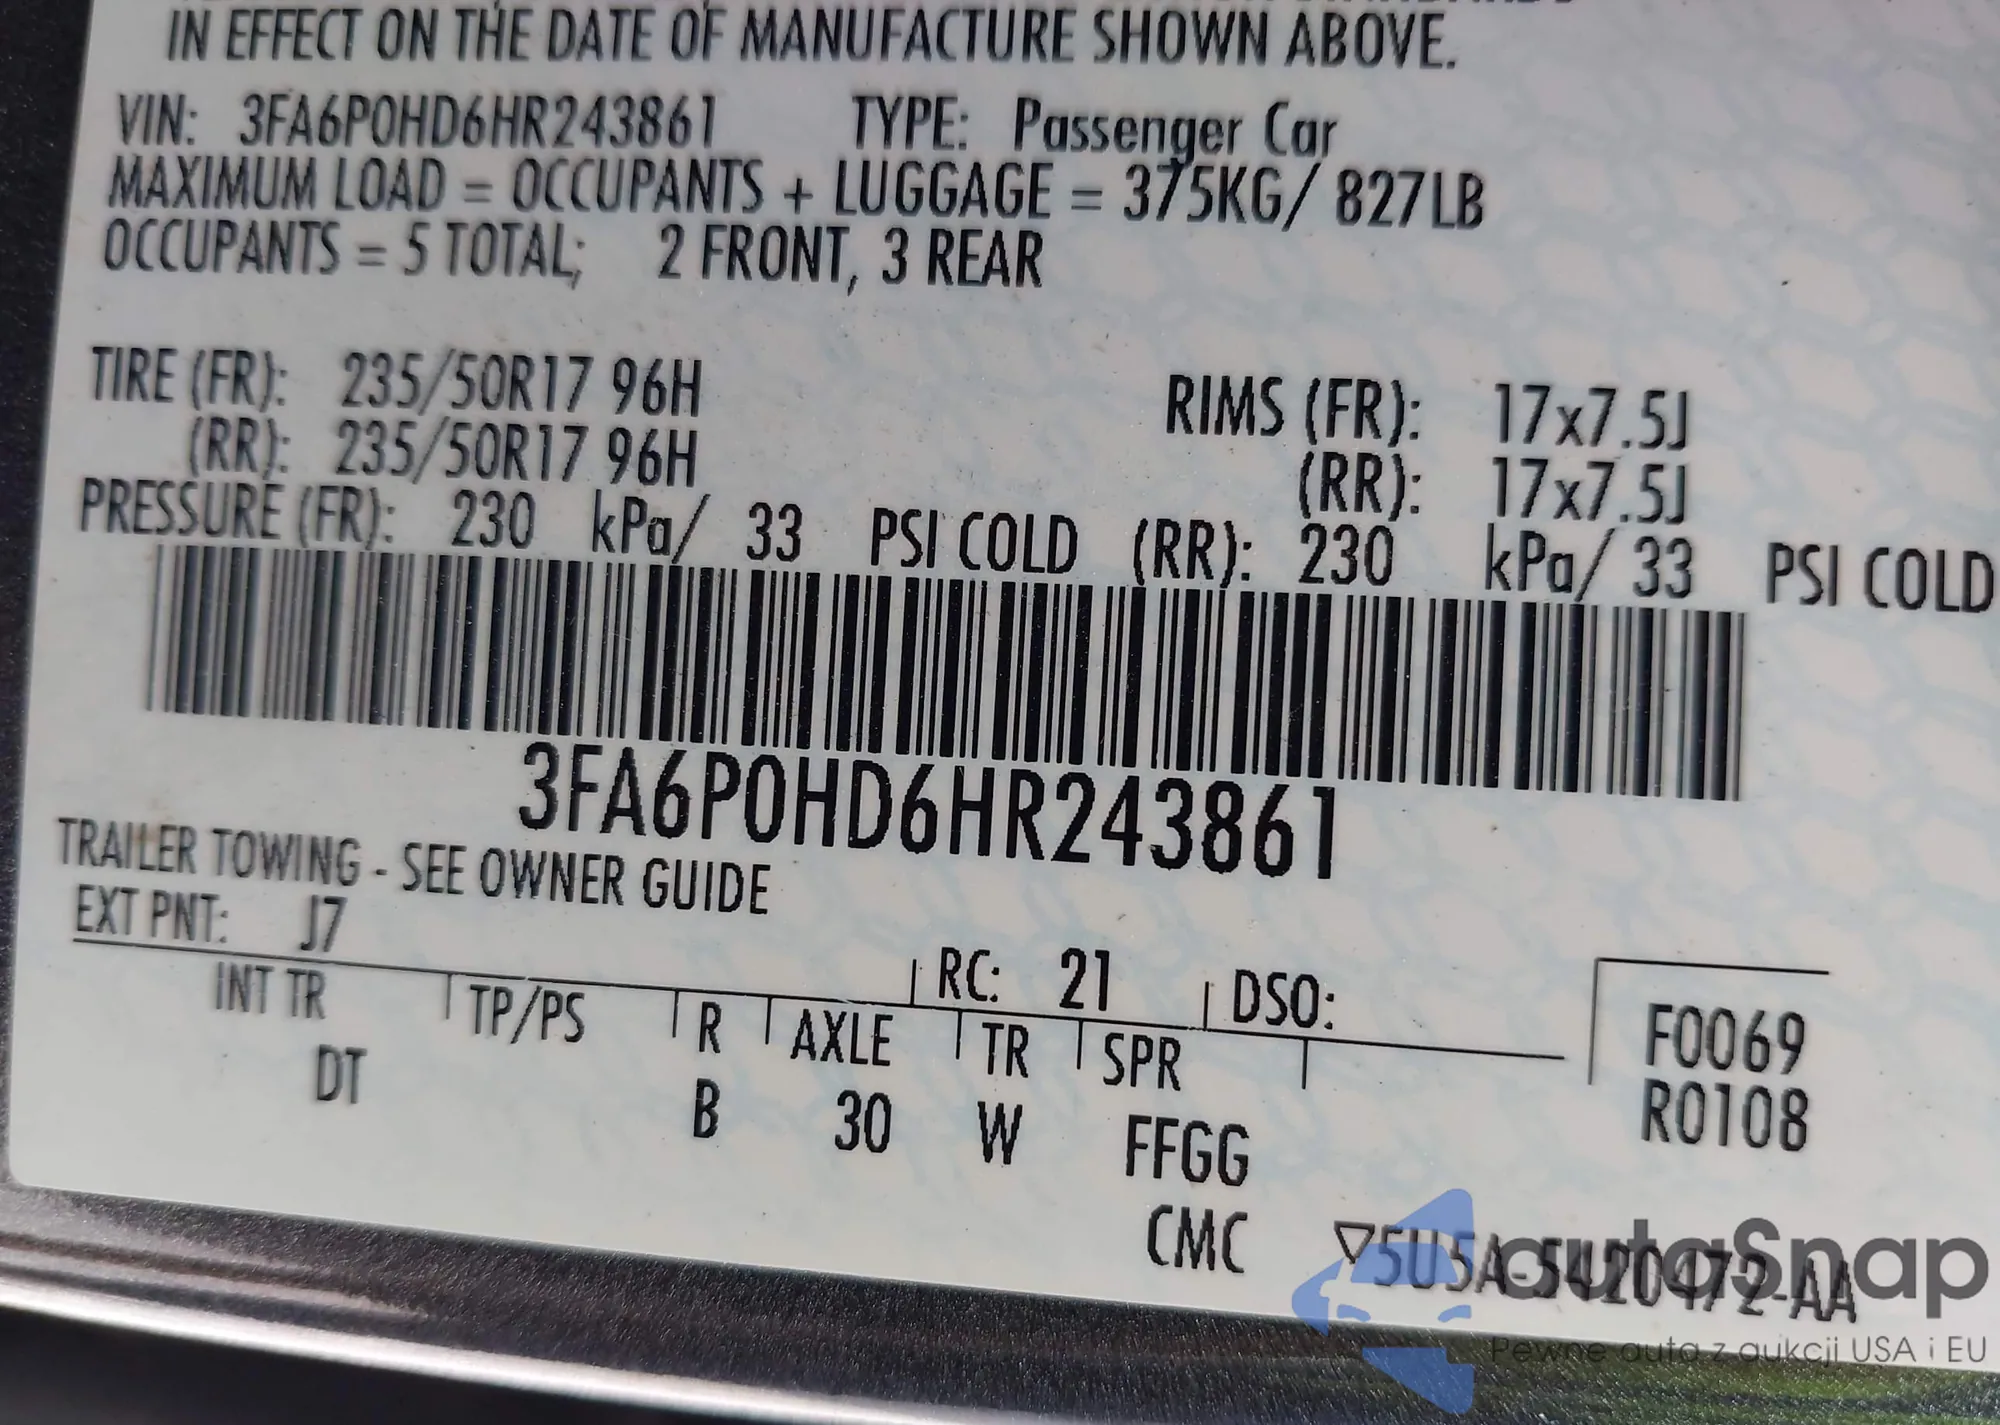 IN EFFECT ON THE DATE OF MANUFACTURE SHOWN ABOVE.
VIN: 3FA6P0HD6HR243861 TYPE: Passenger Car
MAXIMUM LOAD = OCCUPANTS + LUGGAGE = 375KG/ 827LB
OCCUPANTS = 5 TOTAL; 2 FRONT, 3 REAR
TIRE (FR): 235/50R17 96H RIMS (FR): 17x7.5J
(RR): 235/50R17 96H (RR): 17x7.5J
PRESSURE (FR): 230 kPa/ 33 PSI COLD (RR): 230 kPa/ 33 PSI COLD
3FA6P0HD6HR243861
TRAILER TOWING - SEE OWNER GUIDE
EXT PNT: J7 RC: 21 DSO:
INT TR TP/PS R AXLE TR SPR F0069
DT B 30 W FFGG R0108
CMC ▽5U5A-5420472-AA
autoSnap
Pewne auta z aukcji USA i EU